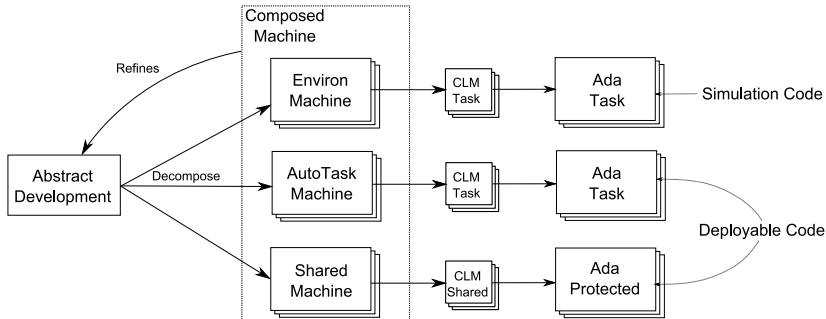 Composed
Machine
Refines
Environ
Machine
CLM
Task
Ada
Task
Simulation Code
Abstract
Development
Decompose
AutoTask
Machine
CLM
Task
Ada
Task
Deployable Code
Shared
Machine
CLM
Shared
Ada
Protected